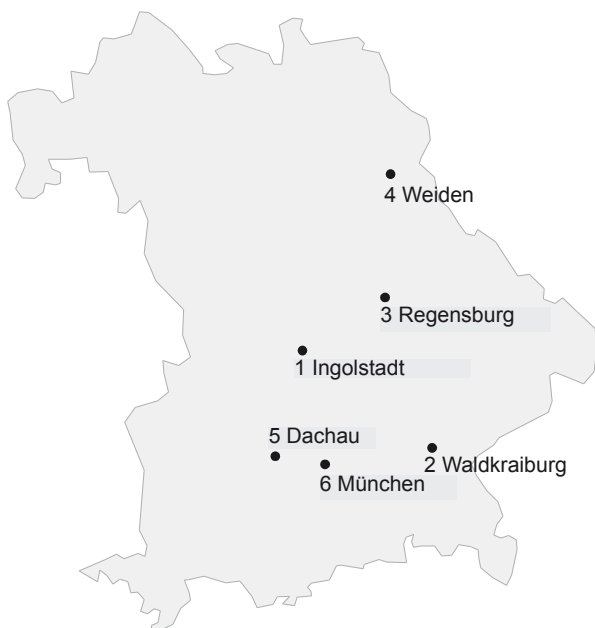 4 Weiden
3 Regensburg
1 Ingolstadt
5 Dachau
2 Waldkraiburg
6 München